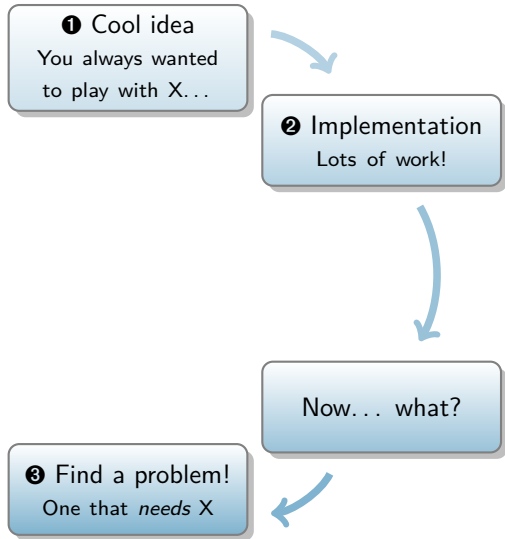 ❶ Cool idea
You always wanted
to play with X...
❷ Implementation
Lots of work!
Now... what?
❸ Find a problem!
One that needs X